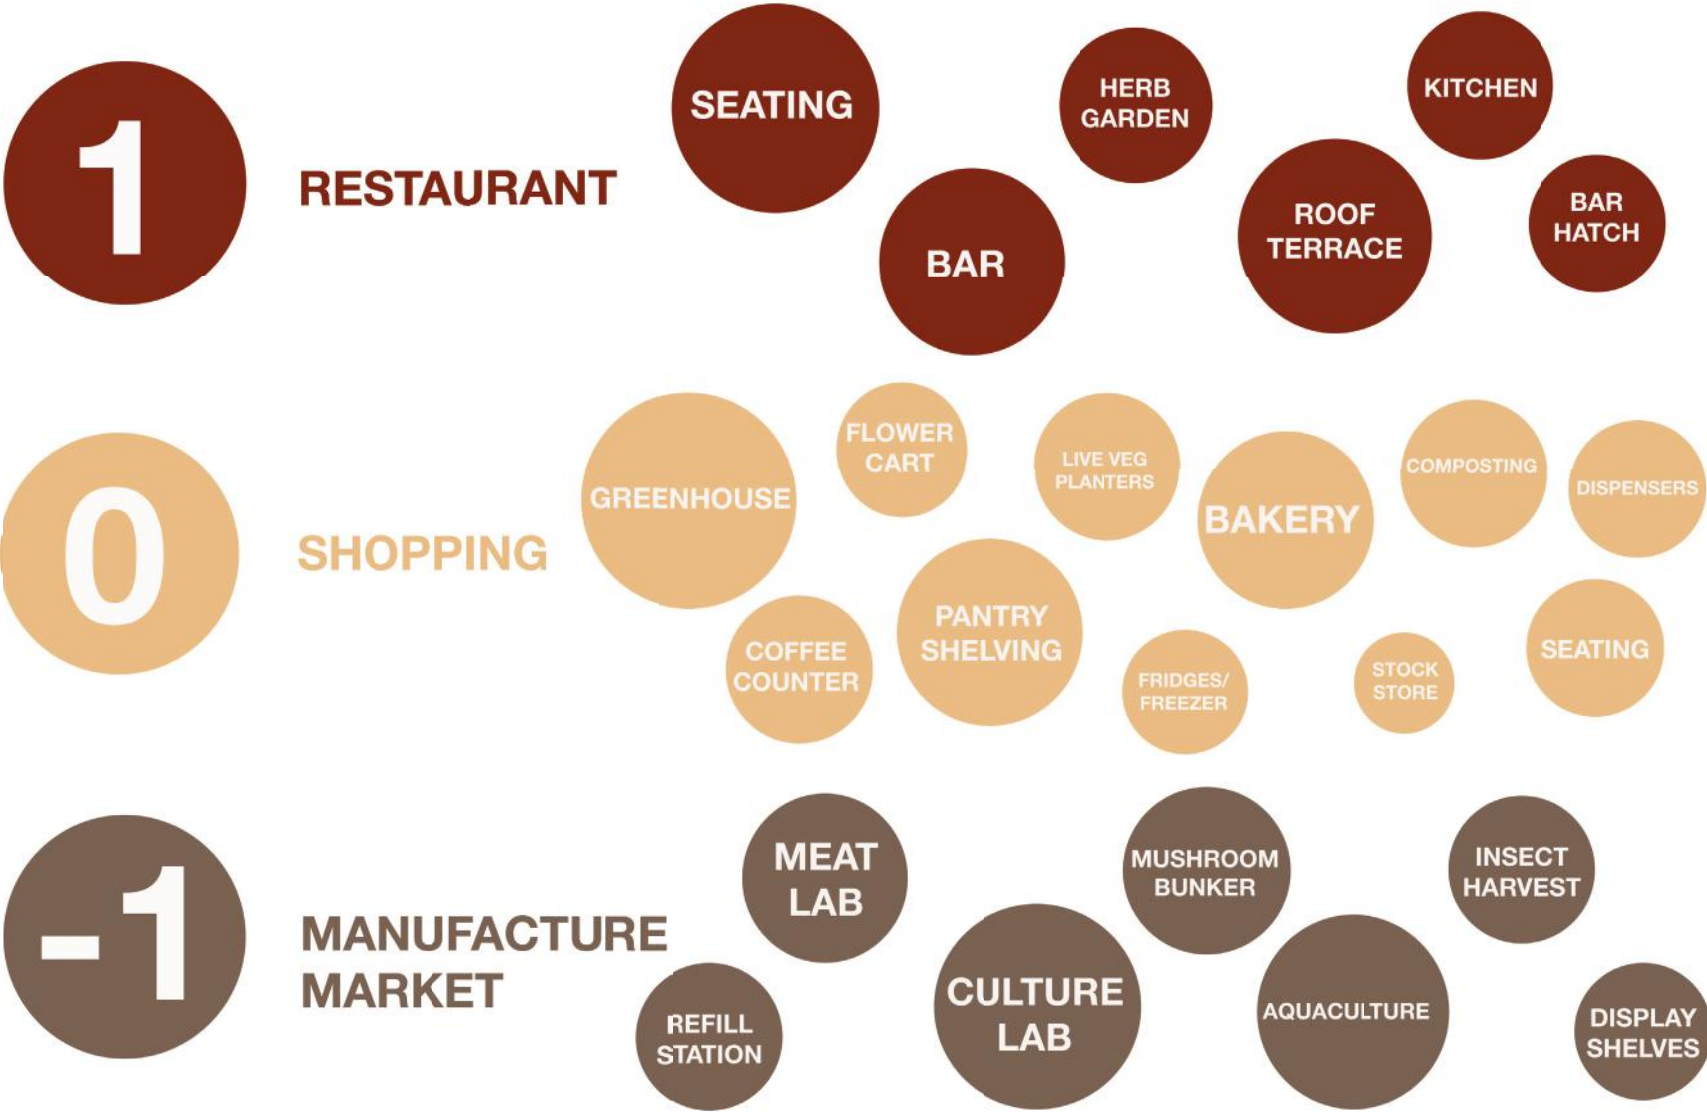 1
RESTAURANT
SEATING
BAR
HERB
GARDEN
ROOF
TERRACE
KITCHEN
BAR
HATCH
0
SHOPPING
GREENHOUSE
FLOWER
CART
LIVE VEG
PLANTERS
BAKERY
COMPOSTING
DISPENSERS
COFFEE
COUNTER
PANTRY
SHELVING
FRIDGES/
FREEZER
STOCK
STORE
SEATING
-1
MANUFACTURE
MARKET
MEAT
LAB
MUSHROOM
BUNKER
INSECT
HARVEST
REFILL
STATION
CULTURE
LAB
AQUACULTURE
DISPLAY
SHELVES